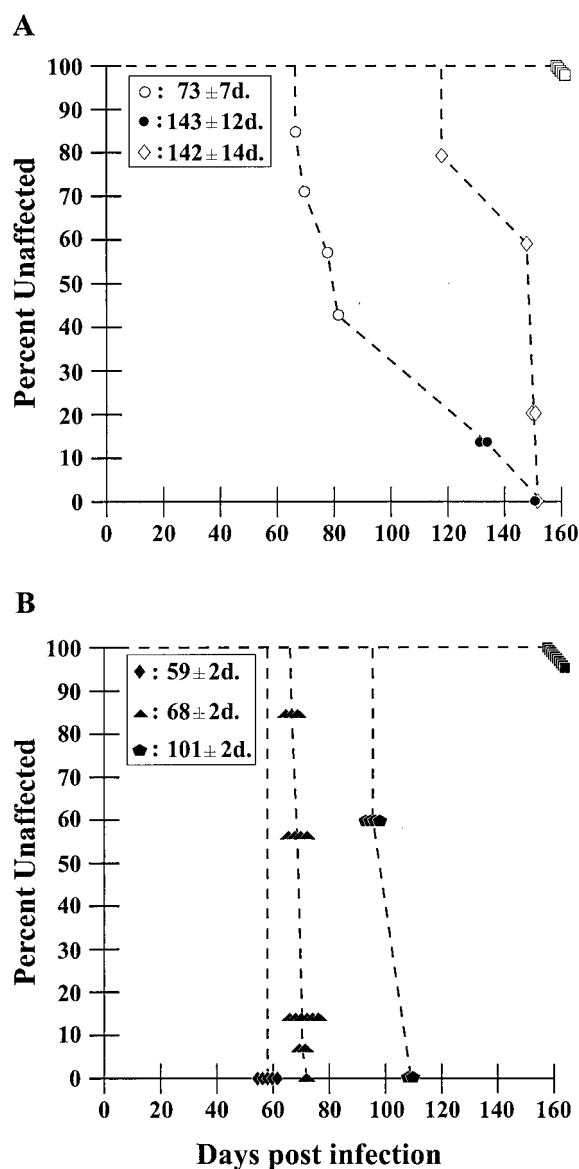 A
100
90
80
70
60
50
40
30
20
10
0
Percent Unaffected
○ : 73 ± 7d.
● : 143 ± 12d.
◇ : 142 ± 14d.
0 20 40 60 80 100 120 140 160
B
100
90
80
70
60
50
40
30
20
10
0
Percent Unaffected
◆ : 59 ± 2d.
▲ : 68 ± 2d.
⬟ : 101 ± 2d.
0 20 40 60 80 100 120 140 160
Days post infection